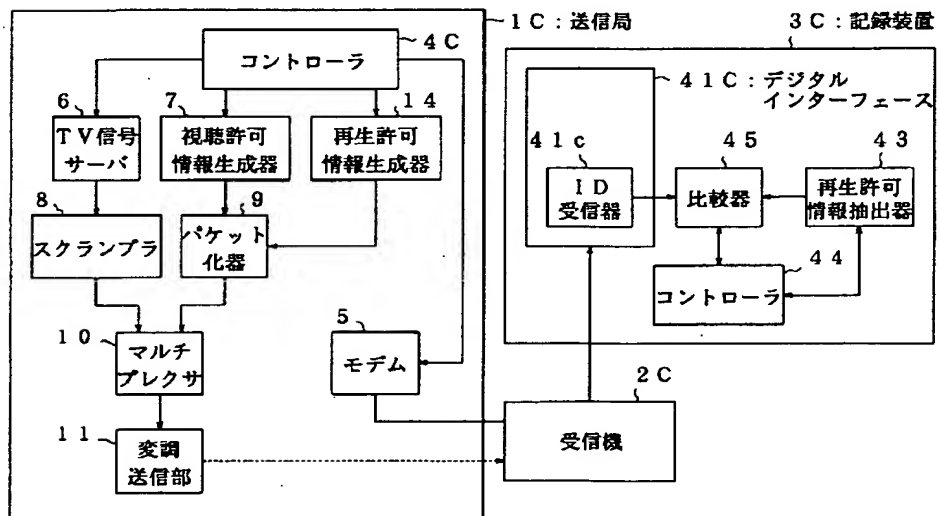 1C:送信局
4C
コントローラ
6
TV信号
サーバ
7
視聴許可
情報生成器
14
再生許可
情報生成器
8
スクランブラ
9
パケット
化器
10
マルチ
プレクサ
5
モデム
11
変調
送信部
3C:記録装置
41C:デジタル
インターフェース
41c
ID
受信器
45
比較器
43
再生許可
情報抽出器
44
コントローラ
2C
受信機